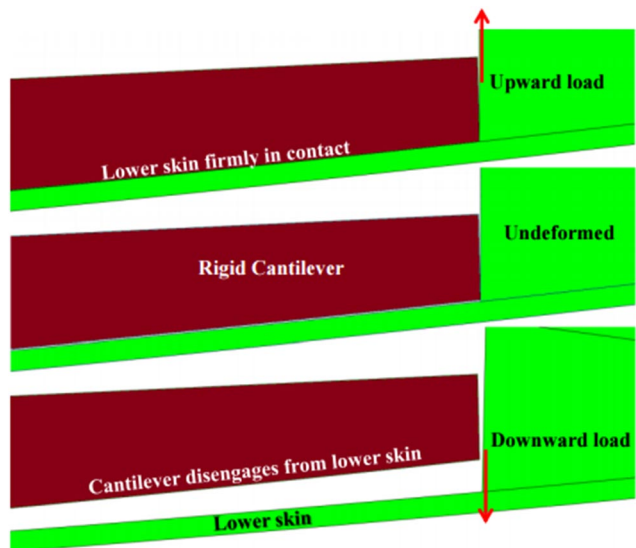 Upward load
Lower skin firmly in contact
Undeformed
Rigid Cantilever
Downward load
Cantilever disengages from lower skin
Lower skin